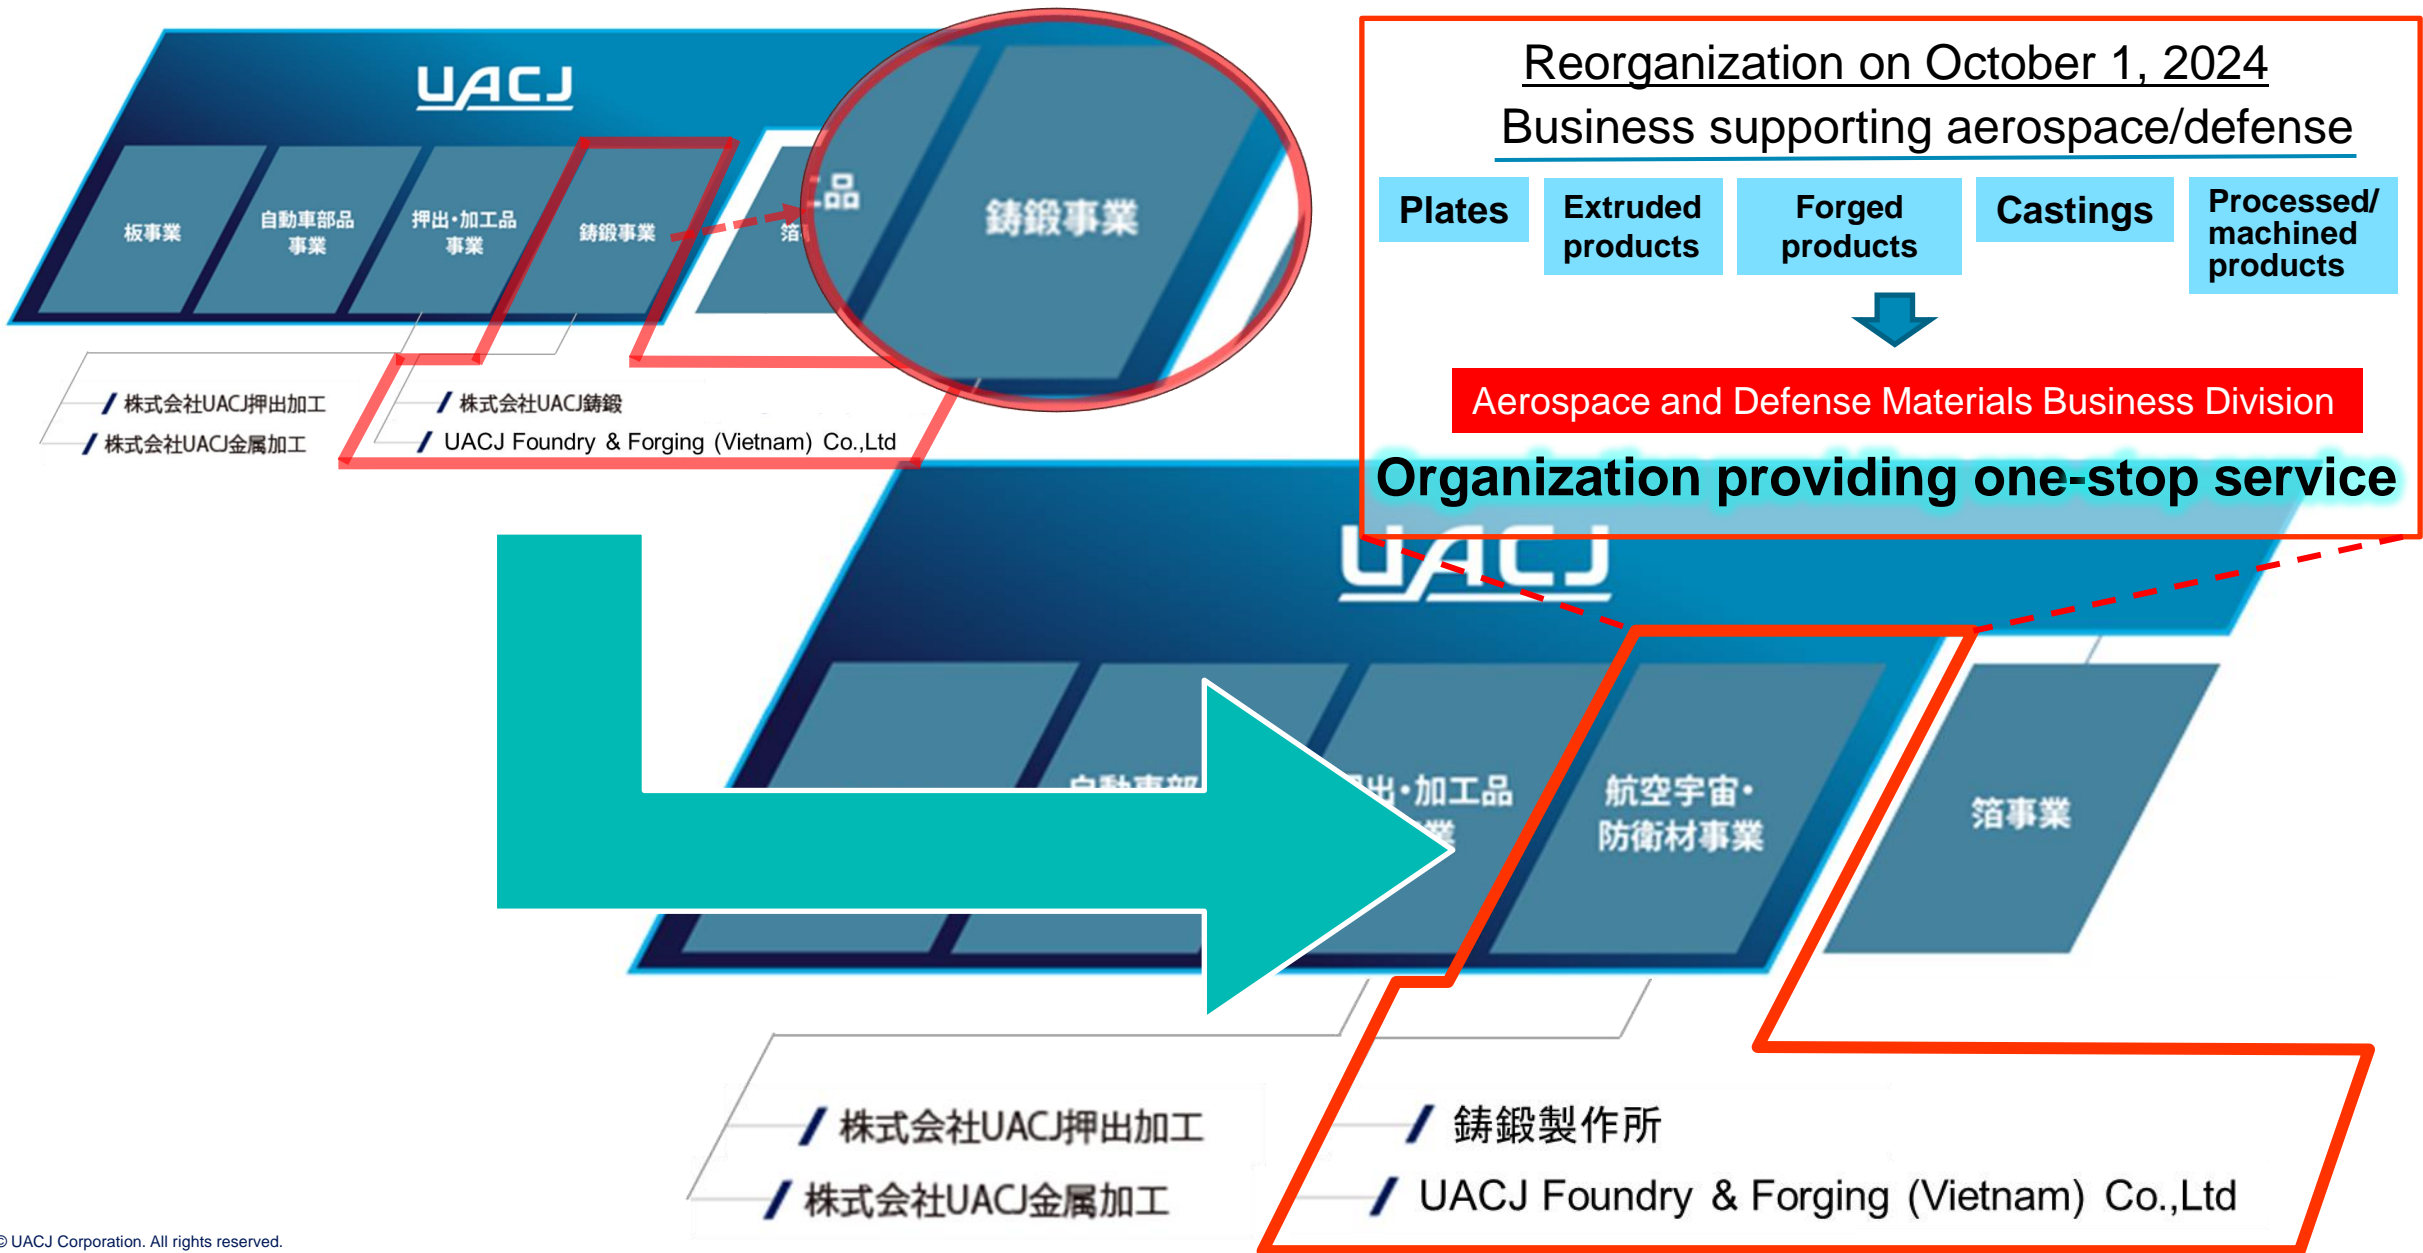 UACJ
板事業
自動車部品
事業
押出・加工品
事業
鋳鍛事業
鋳鍛事業
株式会社UACJ押出加工
株式会社UACJ金属加工
株式会社UACJ鋳鍛
UACJ Foundry & Forging (Vietnam) Co.,Ltd
Reorganization on October 1, 2024
Business supporting aerospace/defense
Plates
Extruded
products
Forged
products
Castings
Processed/
machined
products
Aerospace and Defense Materials Business Division
Organization providing one-stop service
UACJ
出・加工品
航空宇宙・
防衛材事業
箔事業
株式会社UACJ押出加工
株式会社UACJ金属加工
鋳鍛製作所
UACJ Foundry & Forging (Vietnam) Co.,Ltd
© UACJ Corporation. All rights reserved.